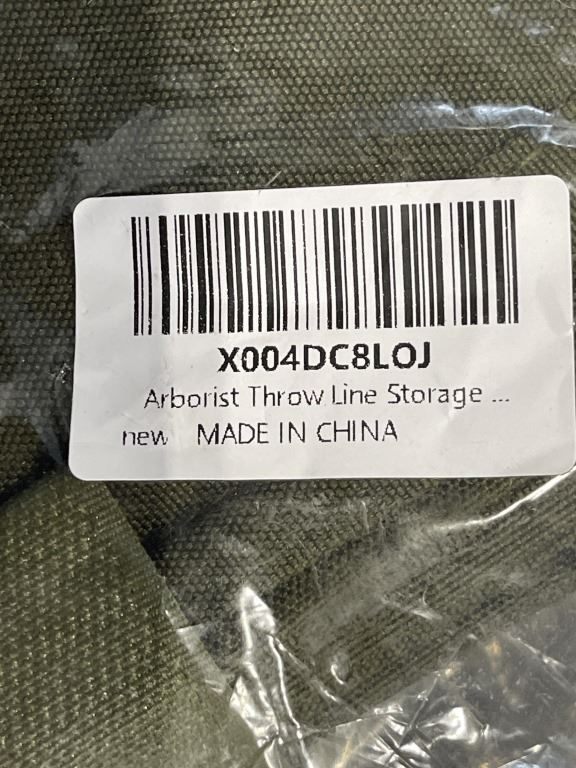 X004DC8LOJ
Arborist Throw Line Storage ...
new MADE IN CHINA